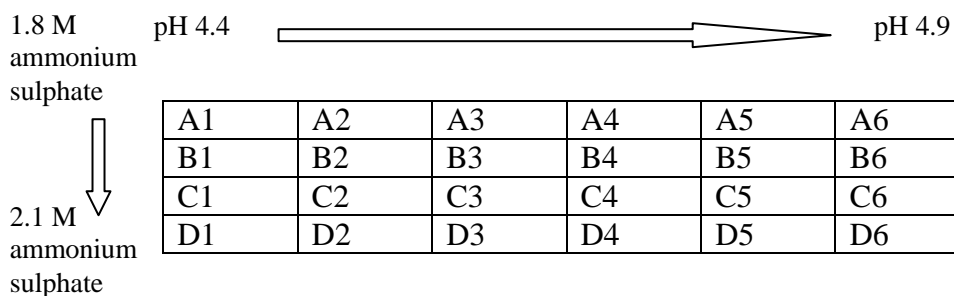 1.8 M
ammonium
sulphate
pH 4.4
pH 4.9
A1 A2 A3 A4 A5 A6
B1 B2 B3 B4 B5 B6
C1 C2 C3 C4 C5 C6
D1 D2 D3 D4 D5 D6
2.1 M
ammonium
sulphate